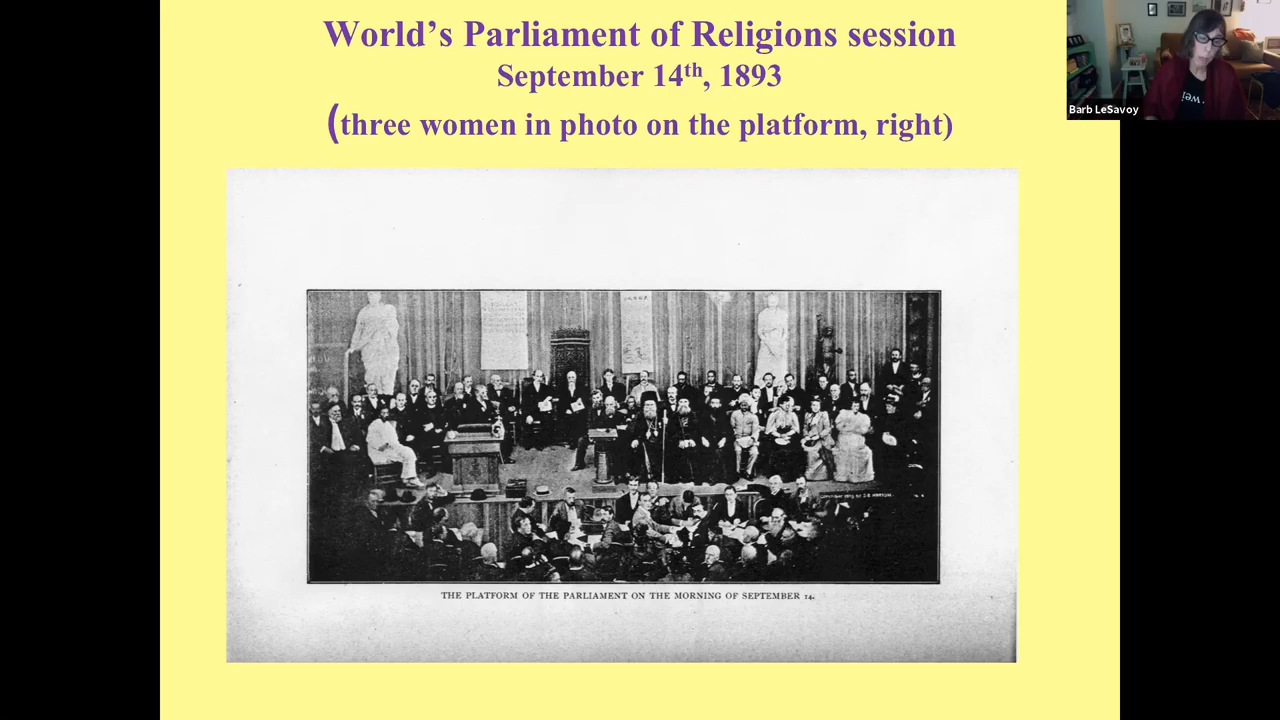 World's Parliament of Religions session
September 14th, 1893
(three women in photo on the platform, right)
Barb LeSavoy
THE PLATFORM OF THE PARLIAMENT ON THE MORNING OF SEPTEMBER 14.